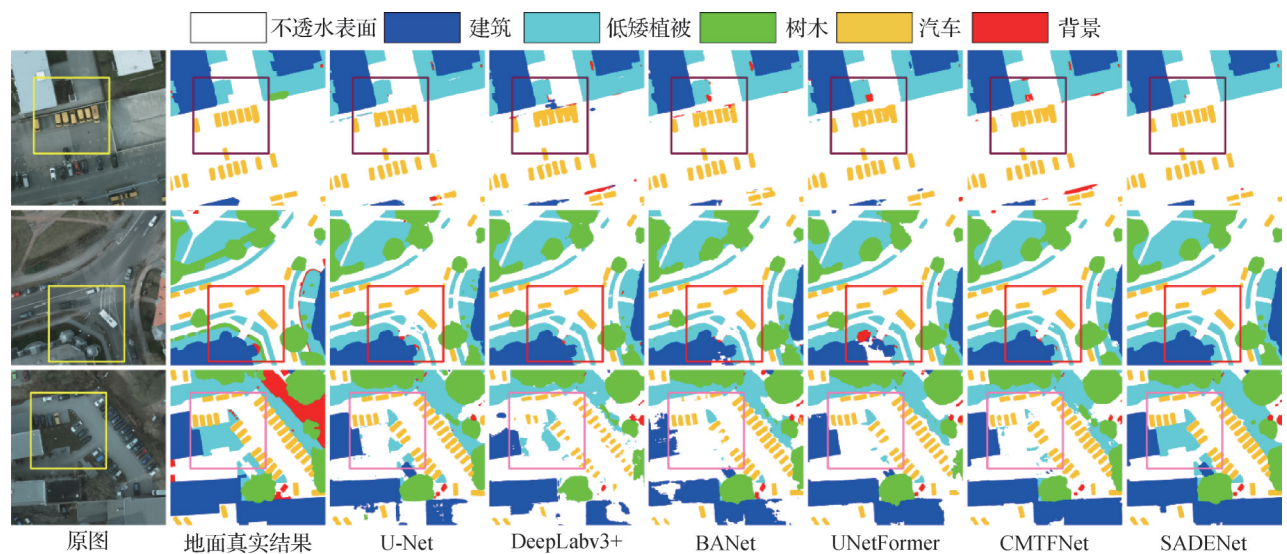 不透水表面 建筑 低矮植被 树木 汽车 背景
原图 地面真实结果 U-Net DeepLabv3+ BANet UNetFormer CMTFNet SADENet